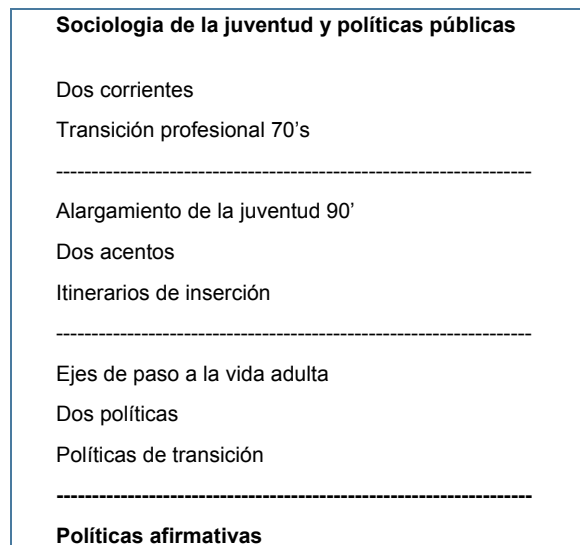 Sociologia de la juventud y políticas públicas
Dos corrientes
Transición profesional 70’s
--------------------------------------------------------------------
Alargamiento de la juventud 90’
Dos acentos
Itinerarios de inserción
--------------------------------------------------------------------
Ejes de paso a la vida adulta
Dos políticas
Políticas de transición
--------------------------------------------------------------------
Políticas afirmativas